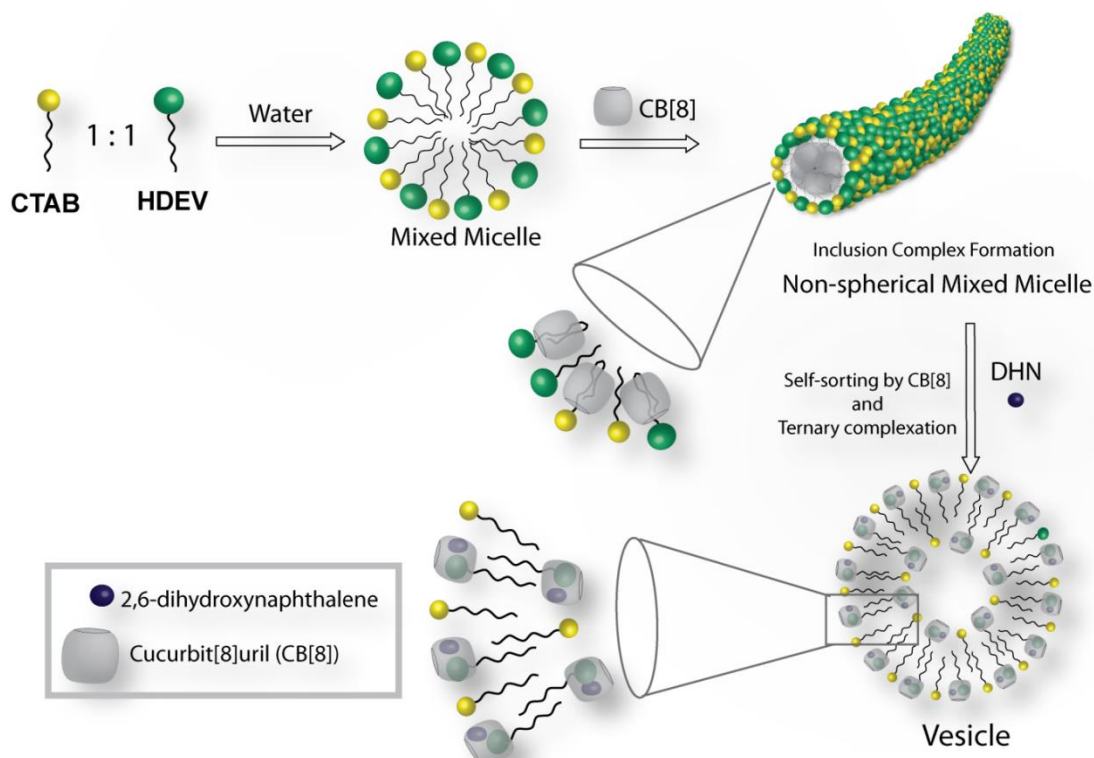 CTAB
1 : 1
HDEV
Water
Mixed Micelle
CB[8]
Inclusion Complex Formation
Non-spherical Mixed Micelle
Self-sorting by CB[8]
and
Ternary complexation
DHN
2,6-dihydroxynaphthalene
Cucurbit[8]uril (CB[8])
Vesicle